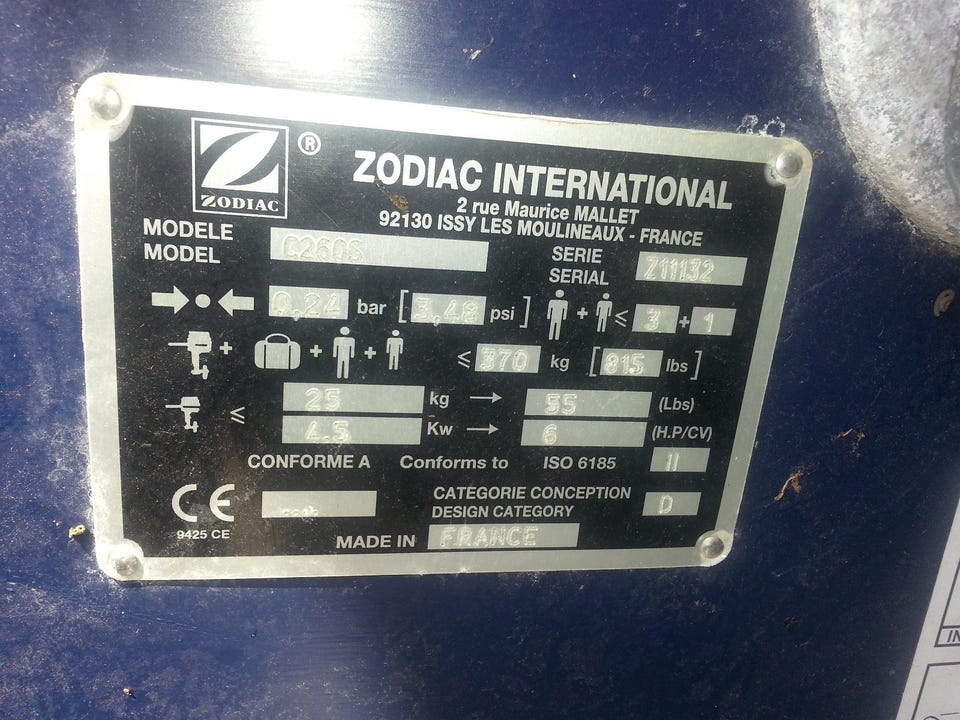 ZODIAC ®
ZODIAC INTERNATIONAL
2 rue Maurice MALLET
92130 ISSY LES MOULINEAUX - FRANCE
MODELE
MODEL C260S
SERIE
SERIAL Z11132
0,24 bar [3,48 psi] + ≤ 3 + 1
+ + + ≤ 370 kg [815 lbs]
≤ 25 kg → 55 (Lbs)
4.5 Kw → 6 (H.P/CV)
CONFORME A Conforms to ISO 6185 II
CE
9425 CE
CATEGORIE CONCEPTION
DESIGN CATEGORY D
MADE IN FRANCE
IN